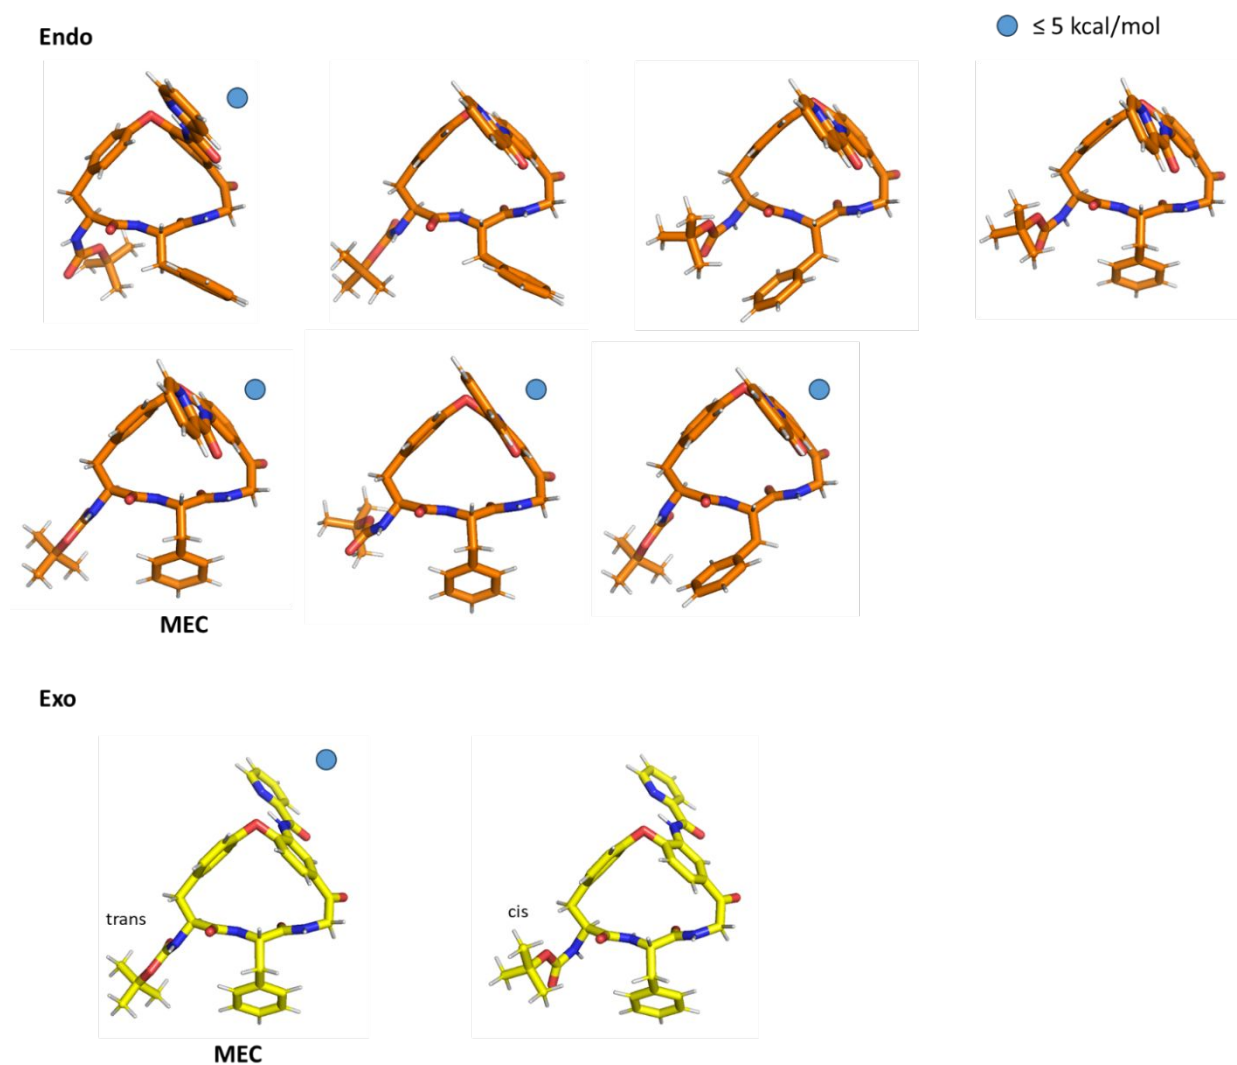 Endo
≤ 5 kcal/mol
MEC
Exo
trans
cis
MEC